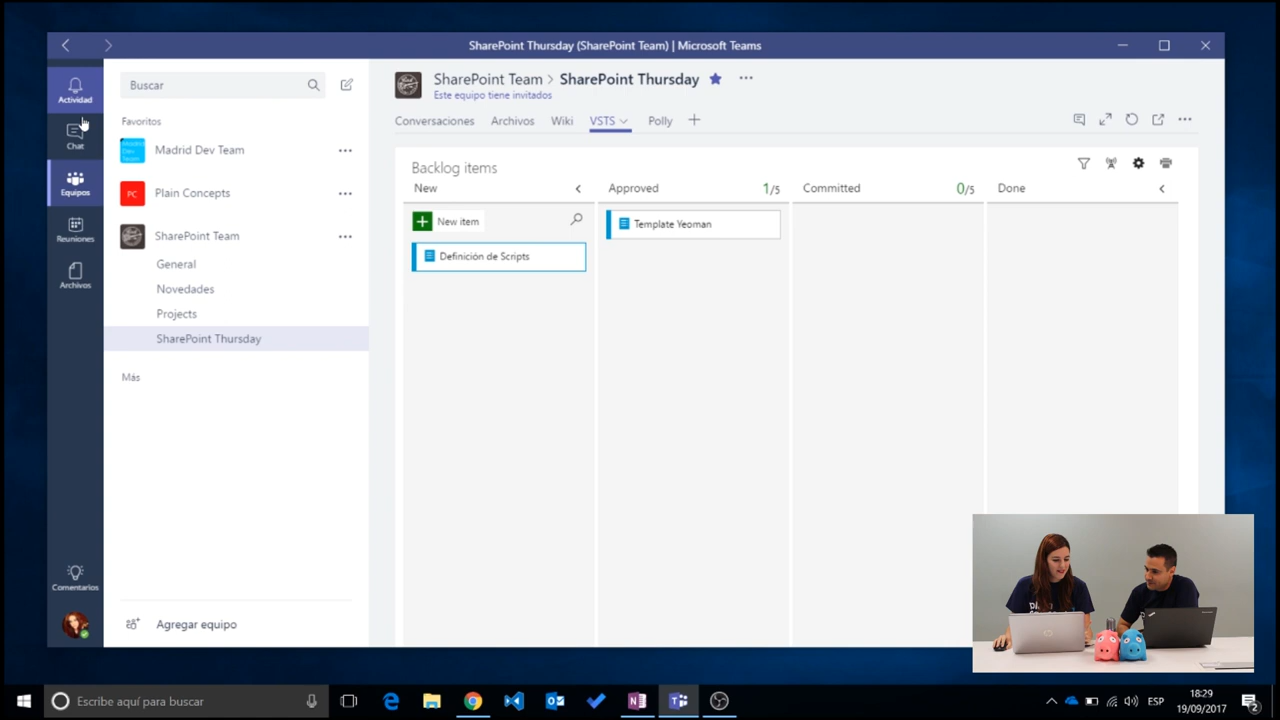 SharePoint Thursday (SharePoint Team) | Microsoft Teams
Actividad
Chat
Equipos
Reuniones
Archivos
Comentarios
Buscar
Favoritos
Madrid Dev Team
PC
Plain Concepts
SharePoint Team
General
Novedades
Projects
SharePoint Thursday
Más
Agregar equipo
SharePoint Team > SharePoint Thursday
Este equipo tiene invitados
Conversaciones Archivos Wiki VSTS Polly
Backlog items
New Approved 1/5 Committed 0/5 Done
New item
Template Yeoman
Definición de Scripts
Escribe aquí para buscar
ESP
18:29
19/09/2017
2